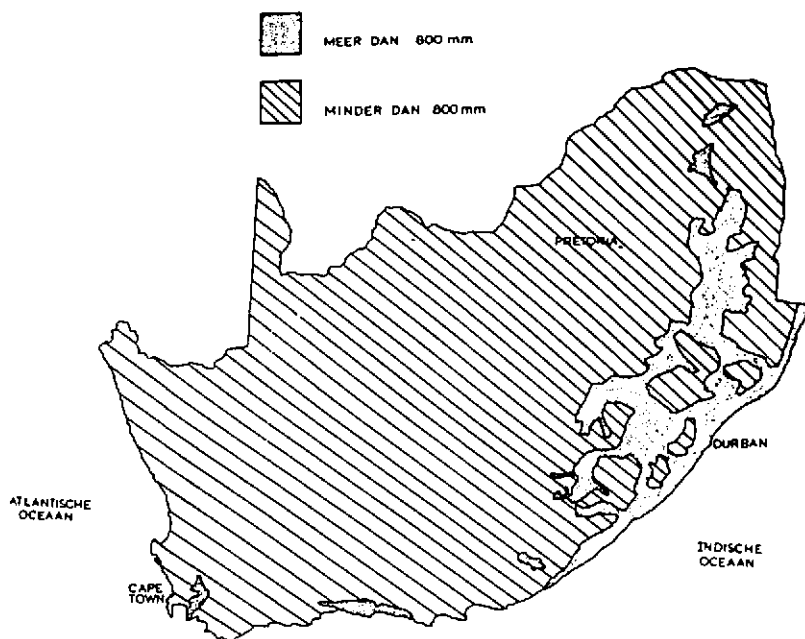 MEER DAN 800 mm
MINDER DAN 800 mm
PRETORIA
DURBAN
ATLANTISCHE
OCEAAN
INDISCHE
OCEAAN
CAPE
TOWN